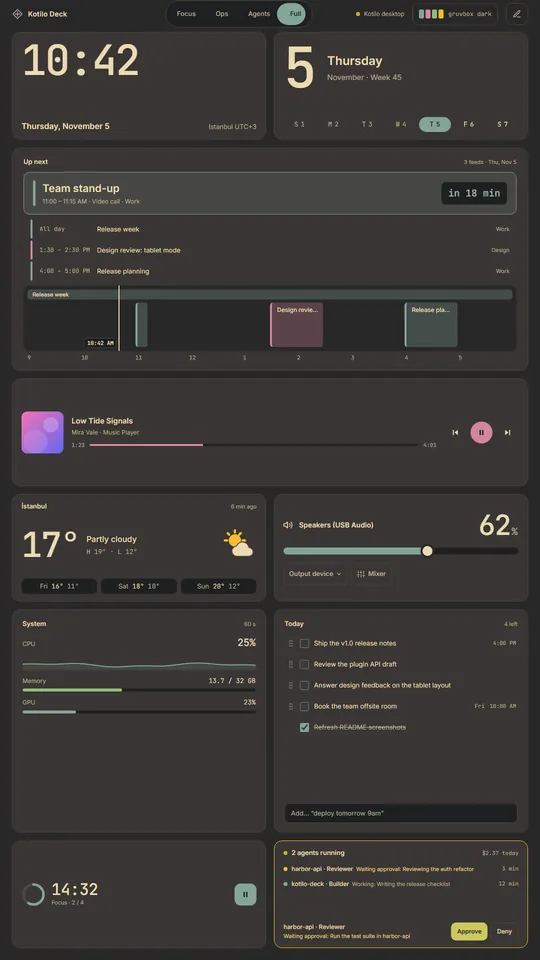 Kotilo Deck
Focus Ops Agents Full
Kotilo desktop
gruvbox dark
10:42
Thursday, November 5
Istanbul UTC+3
5
Thursday
November · Week 45
S 1 M 2 T 3 W 4 T 5 F 6 S 7
Up next
3 feeds · Thu, Nov 5
Team stand-up
11:00 – 11:15 AM · Video call · Work
in 18 min
All day Release week Work
1:30 – 2:30 PM Design review: tablet mode Design
4:00 – 5:00 PM Release planning Work
Release week
Design revie…
Release pla…
10:42 AM
9 10 11 12 1 2 3 4 5
Low Tide Signals
Mira Vale · Music Player
1:23 4:03
İstanbul
6 min ago
17°
Partly cloudy
H 19° · L 12°
Fri 16° 11°
Sat 18° 10°
Sun 20° 12°
Speakers (USB Audio)
62%
Output device
Mixer
System
60 s
CPU 25%
Memory 13.7 / 32 GB
GPU 23%
Today
4 left
Ship the v1.0 release notes 4:00 PM
Review the plugin API draft
Answer design feedback on the tablet layout
Book the team offsite room Fri 10:00 AM
Refresh README screenshots
Add… "deploy tomorrow 9am"
14:32
Focus · 2 / 4
2 agents running
$2.37 today
harbor-api · Reviewer Waiting approval: Reviewing the auth refactor 3 min
kotilo-deck · Builder Working: Writing the release checklist 12 min
harbor-api · Reviewer
Waiting approval: Run the test suite in harbor-api
Approve
Deny